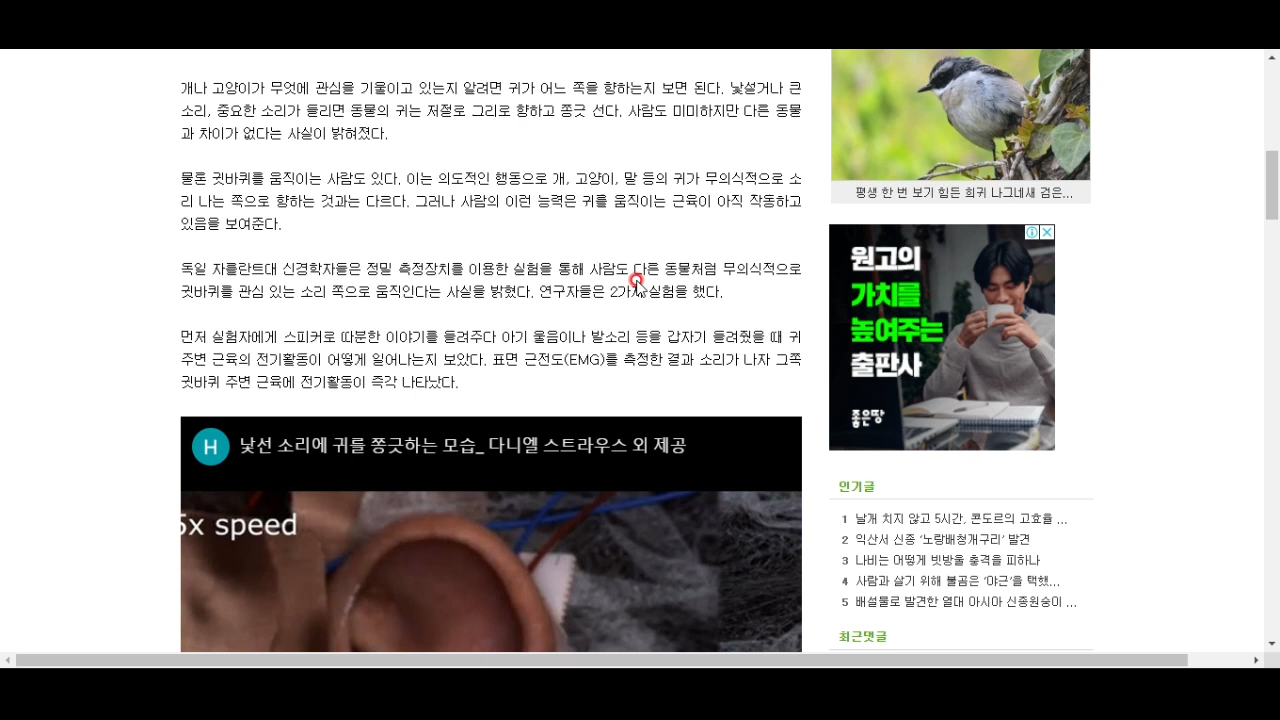 개나 고양이가 무엇에 관심을 기울이고 있는지 알려면 귀가 어느 쪽을 향하는지 보면 된다. 낯설거나 큰
소리, 중요한 소리가 들리면 동물의 귀는 저절로 그리로 향하고 쫑긋 선다. 사람도 미미하지만 다른 동물
과 차이가 없다는 사실이 밝혀졌다.
물론 귓바퀴를 움직이는 사람도 있다. 이는 의도적인 행동으로 개, 고양이, 말 등의 귀가 무의식적으로 소
리 나는 쪽으로 향하는 것과는 다르다. 그러나 사람의 이런 능력은 귀를 움직이는 근육이 아직 작동하고
있음을 보여준다.
독일 자를란트대 신경학자들은 정밀 측정장치를 이용한 실험을 통해 사람도 다른 동물처럼 무의식적으로
귓바퀴를 관심 있는 소리 쪽으로 움직인다는 사실을 밝혔다. 연구자들은 2가지 실험을 했다.
먼저 실험자에게 스피커로 따분한 이야기를 들려주다 아기 울음이나 발소리 등을 갑자기 들려줬을 때 귀
주변 근육의 전기활동이 어떻게 일어나는지 보았다. 표면 근전도(EMG)를 측정한 결과 소리가 나자 그쪽
귓바퀴 주변 근육에 전기활동이 즉각 나타났다.
H 낯선 소리에 귀를 쫑긋하는 모습_ 다니엘 스트라우스 외 제공
5x speed
평생 한 번 보기 힘든 희귀 나그네새 검은...
원고의
가치를
높여주는
출판사
좋은땅
인기글
1 날개 치지 않고 5시간, 콘도르의 고효율 ...
2 익산서 신종 ‘노랑배청개구리’ 발견
3 나비는 어떻게 빗방울 충격을 피하나
4 사람과 살기 위해 불곰은 ‘야근’을 택했...
5 배설물로 발견한 열대 아시아 신종원숭이 ...
최근댓글